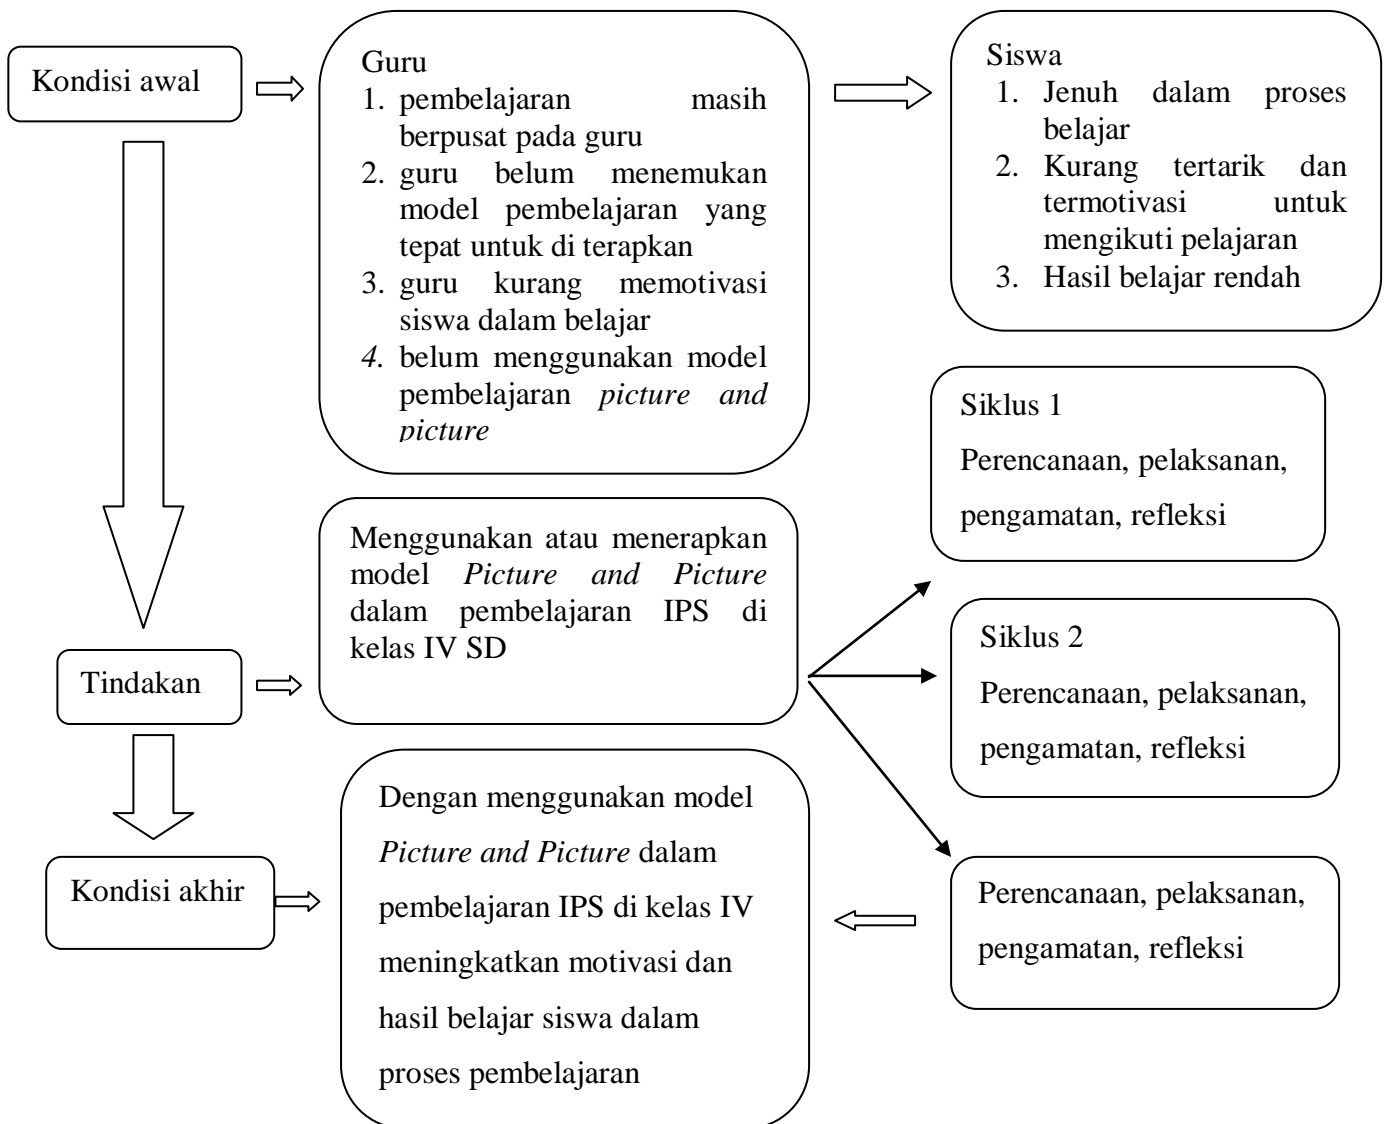 Kondisi awal
Guru
1. pembelajaran masih
berpusat pada guru
2. guru belum menemukan
model pembelajaran yang
tepat untuk di terapkan
3. guru kurang memotivasi
siswa dalam belajar
4. belum menggunakan model
pembelajaran picture and
picture
Siswa
1. Jenuh dalam proses
belajar
2. Kurang tertarik dan
termotivasi untuk
mengikuti pelajaran
3. Hasil belajar rendah
Tindakan
Menggunakan atau menerapkan
model Picture and Picture
dalam pembelajaran IPS di
kelas IV SD
Siklus 1
Perencanaan, pelaksanan,
pengamatan, refleksi
Siklus 2
Perencanaan, pelaksanan,
pengamatan, refleksi
Perencanaan, pelaksanan,
pengamatan, refleksi
Kondisi akhir
Dengan menggunakan model
Picture and Picture dalam
pembelajaran IPS di kelas IV
meningkatkan motivasi dan
hasil belajar siswa dalam
proses pembelajaran